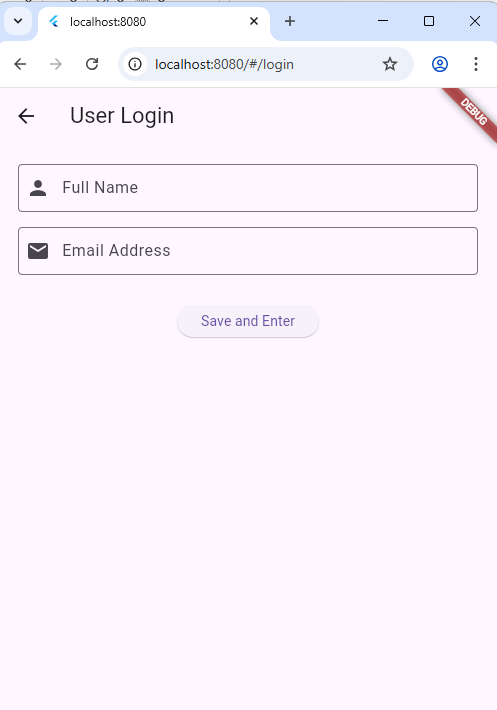 localhost:8080
localhost:8080/#/login
User Login
DEBUG
Full Name
Email Address
Save and Enter